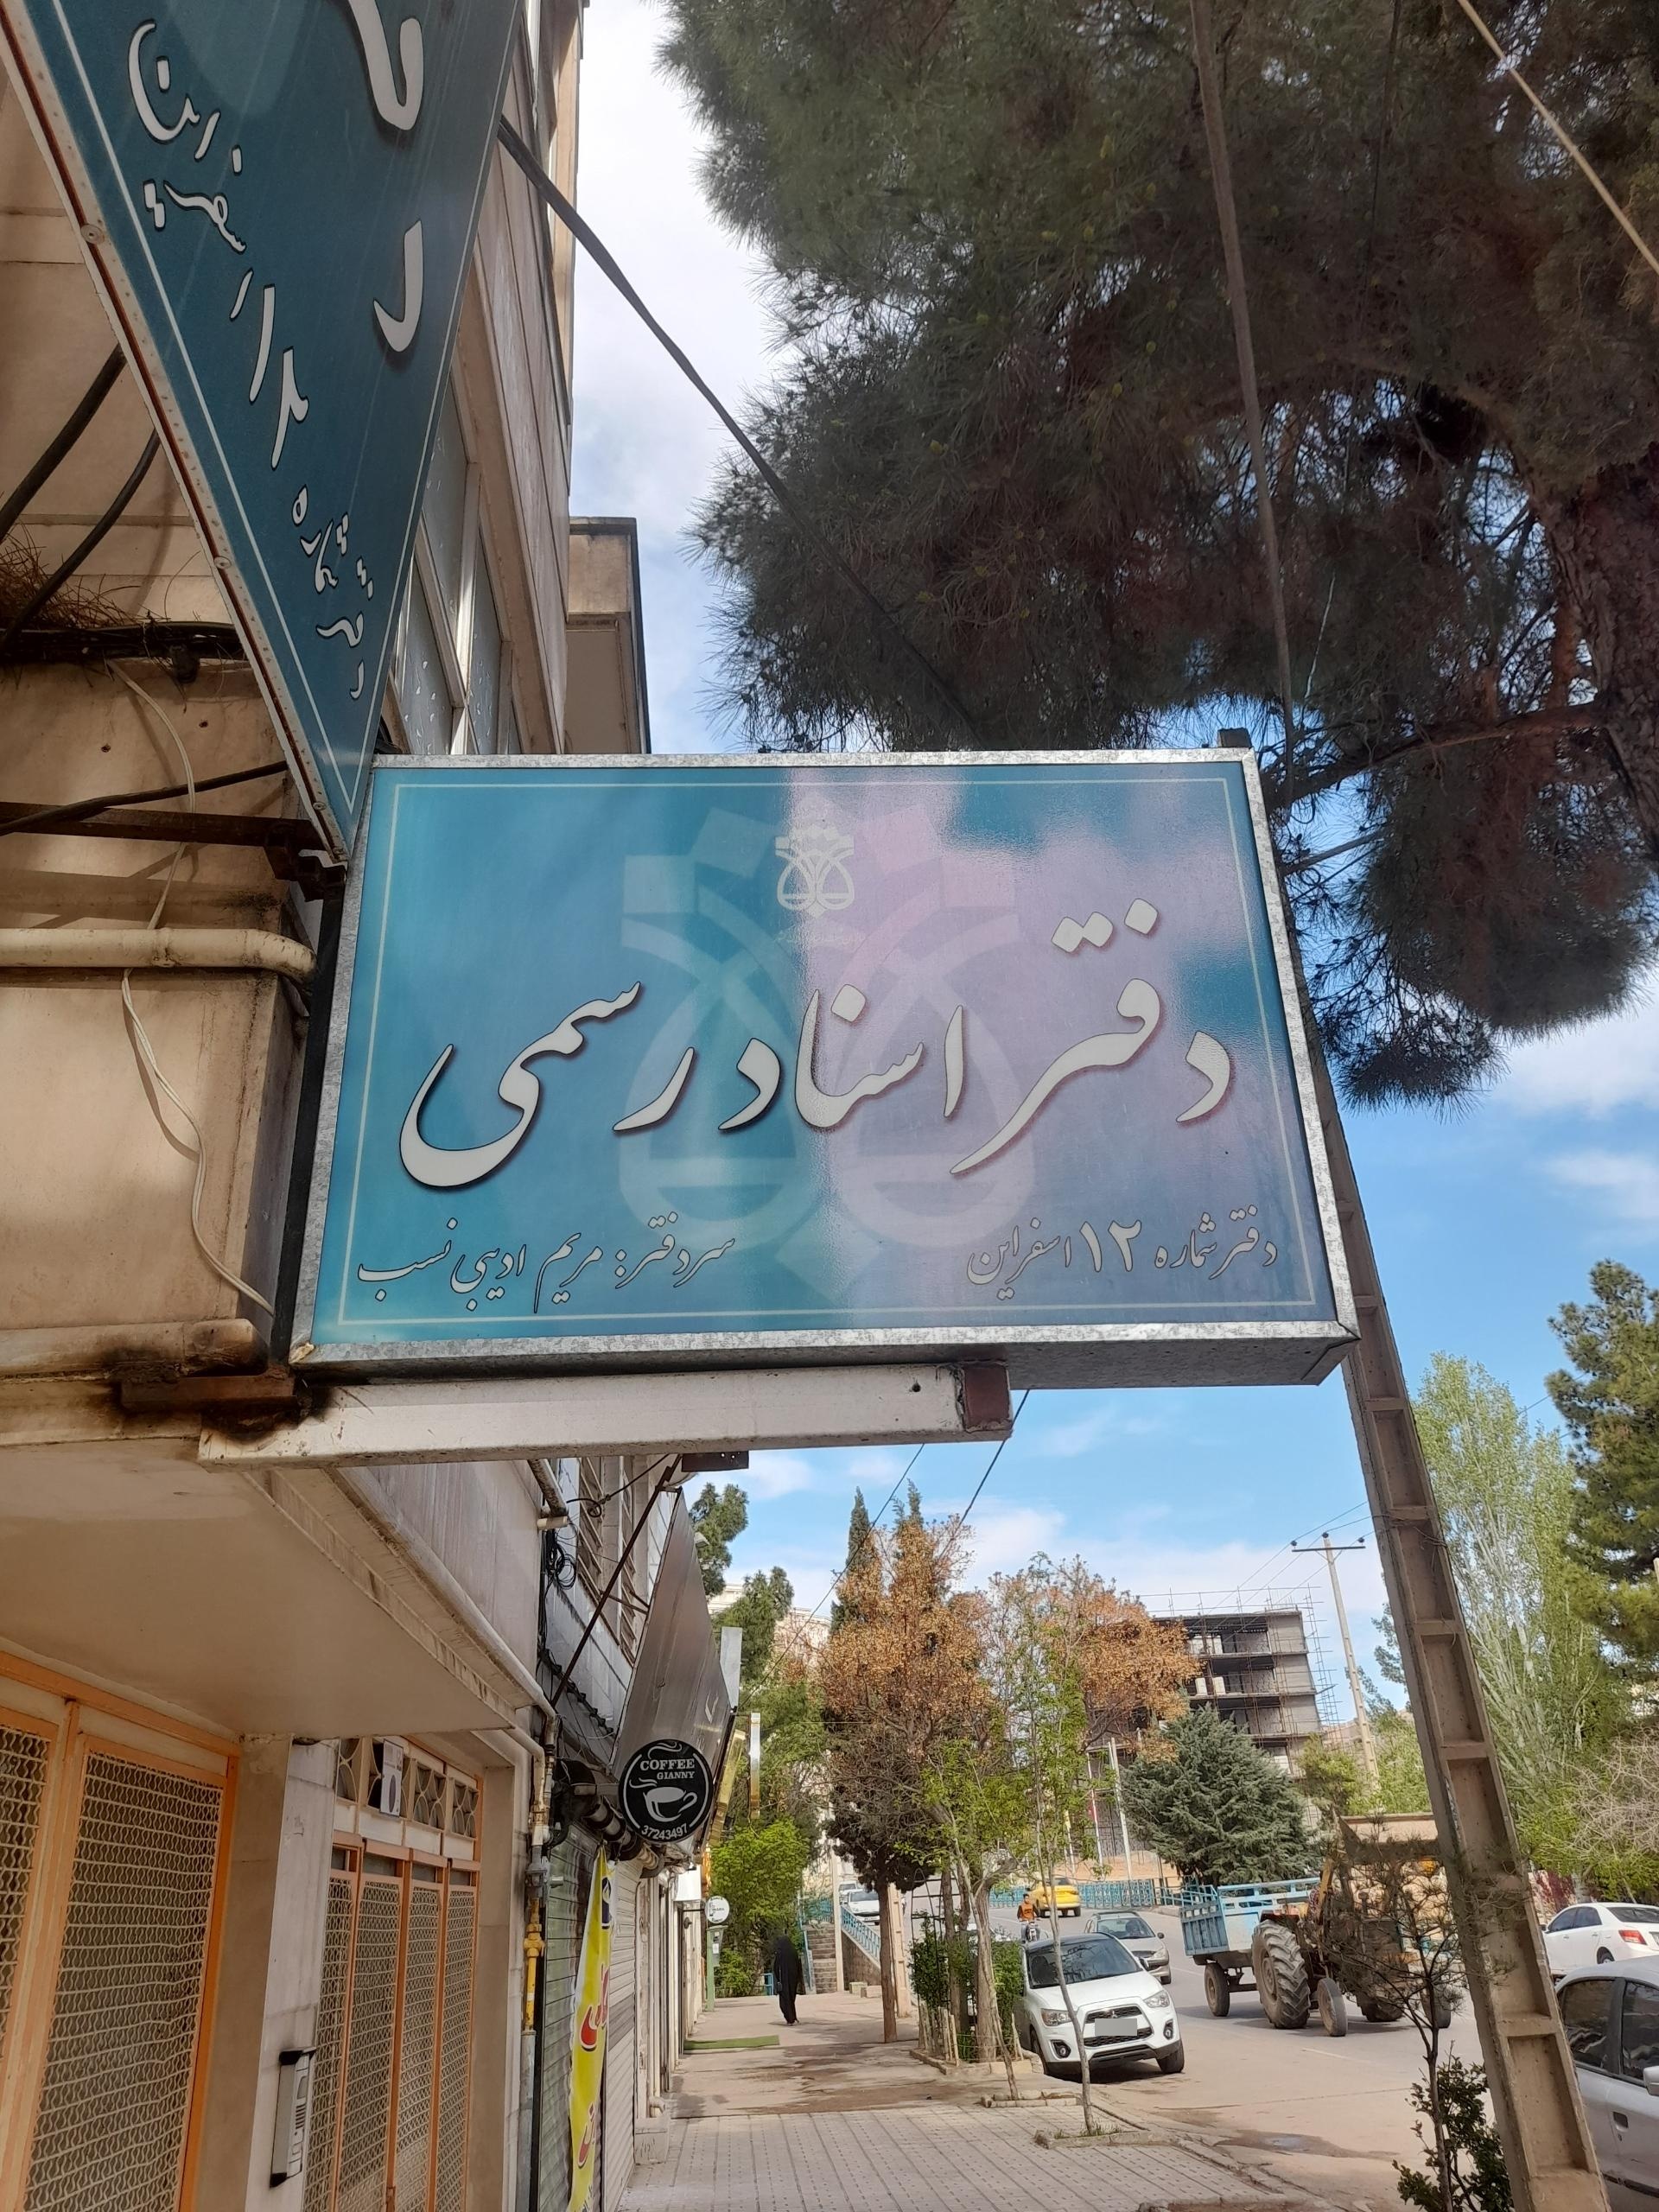 دفتر اسناد رسمی
دفتر شماره ۱۲ اسفراین
سردفتر: مریم ادیبی نسب
دفتر شماره ۱۲ اسفراین
COFFEE
GIANNY
37243497